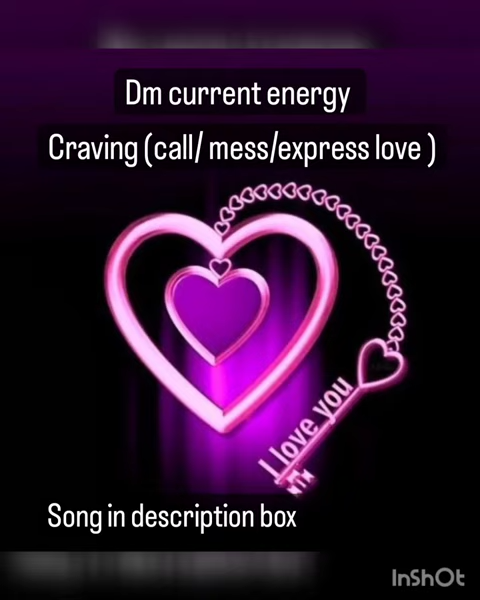 Dm current energy
Craving (call/ mess/express love )
I love you
Song in description box
InShOt